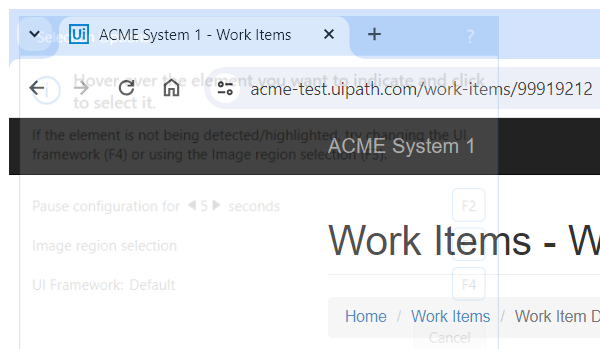 Ui ACME System 1 - Work Items
?
Hover over the element you want to indicate and click
to select it.
acme-test.uipath.com/work-items/99919212
If the element is not being detected/highlighted, try changing the UI
framework (F4) or using the Image region selection (F3).
ACME System 1
Pause configuration for 5 seconds F2
Work Items - W
Image region selection
UI Framework: Default F4
Home / Work Items / Work Item D
Cancel